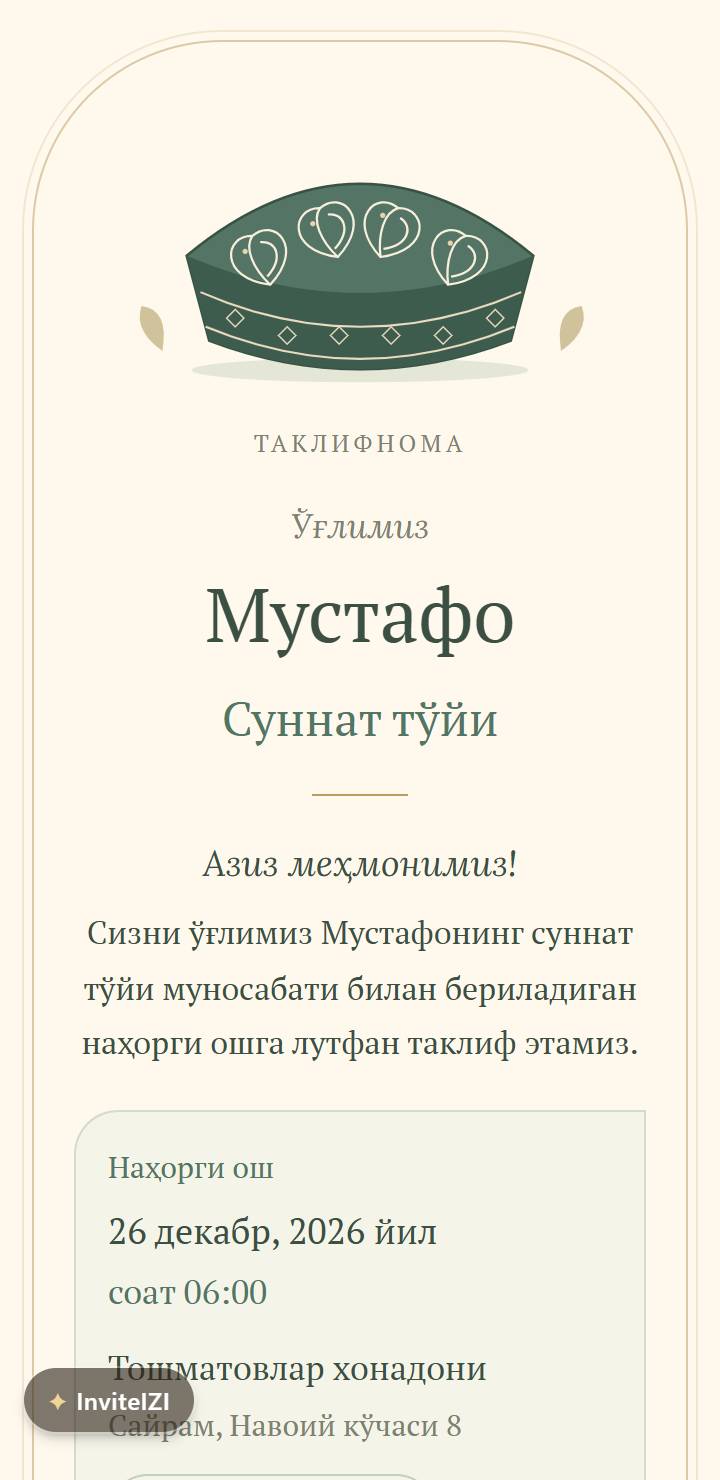 ТАКЛИФНОМА
Ўғлимиз
Мустафо
Суннат тўйи
Азиз меҳмонимиз!
Сизни ўғлимиз Мустафонинг суннат
тўйи муносабати билан бериладиган
наҳорги ошга лутфан таклиф этамиз.
Наҳорги ош
26 декабр, 2026 йил
соат 06:00
Тошматовлар хонадони
InviteIZI
Сайрам, Навоий кўчаси 8